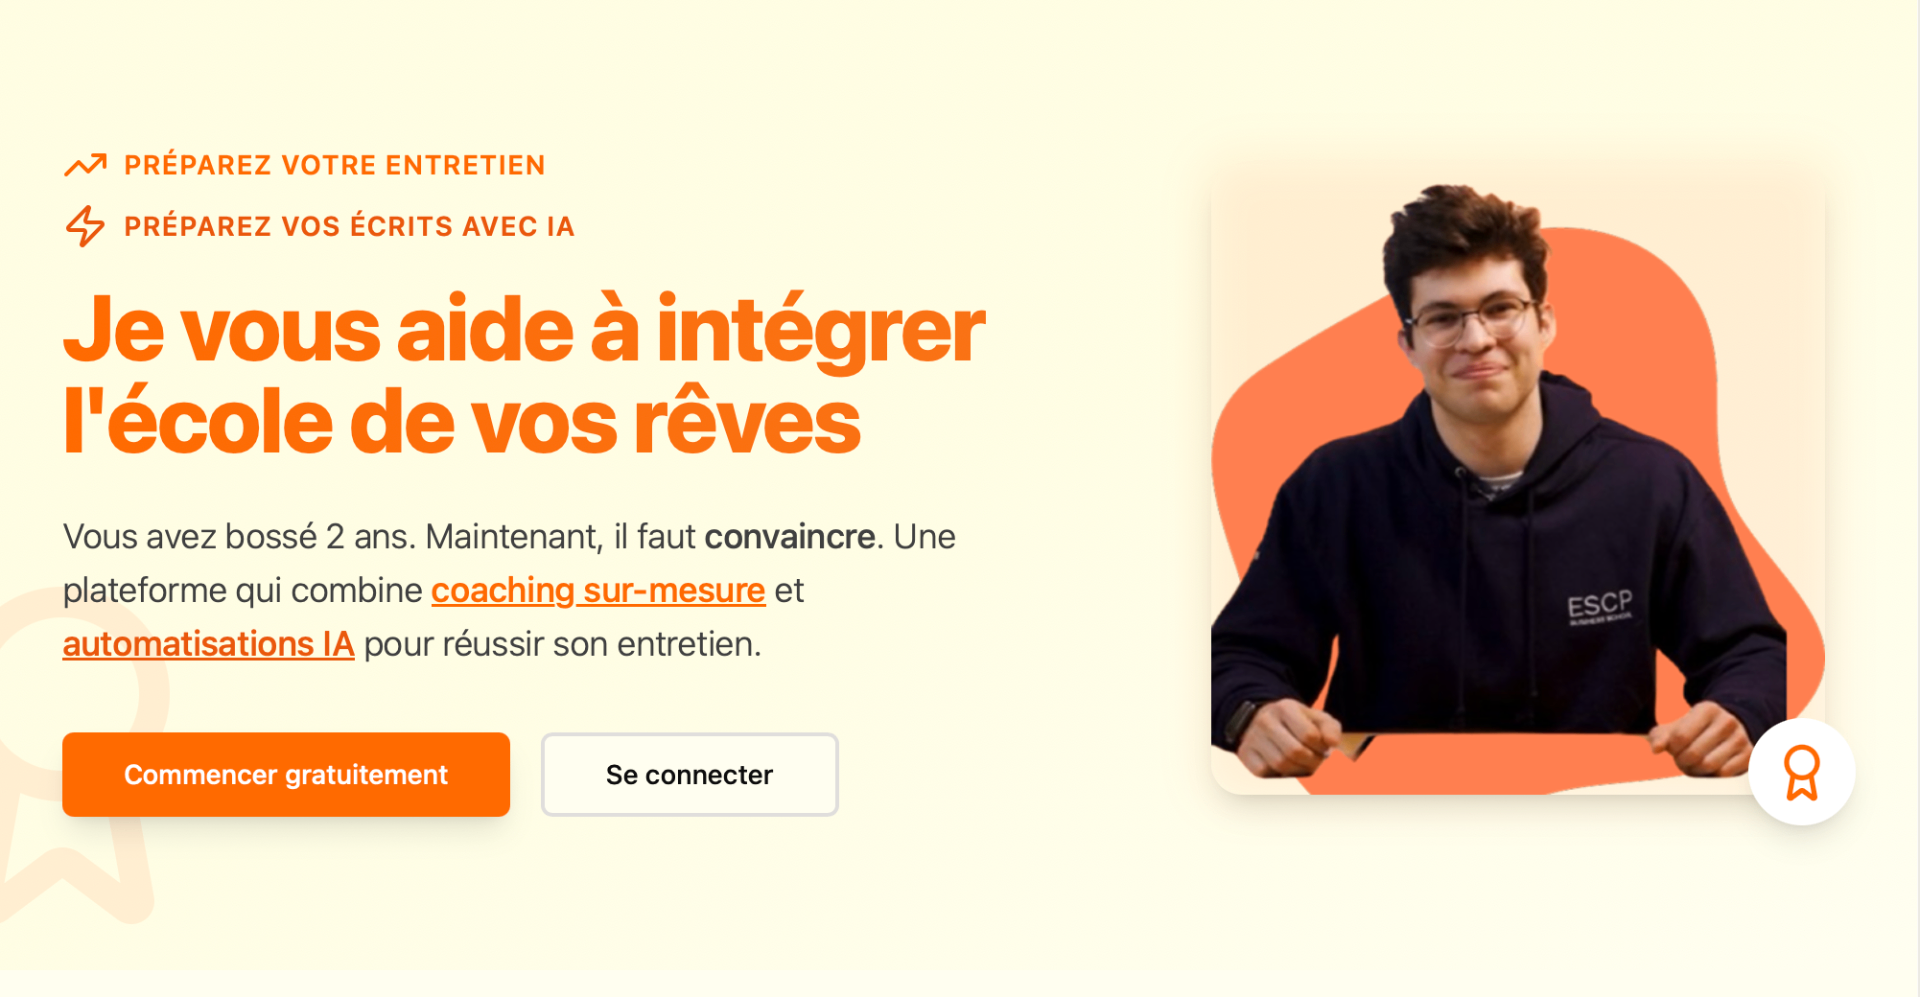 PRÉPAREZ VOTRE ENTRETIEN
PRÉPAREZ VOS ÉCRITS AVEC IA
Je vous aide à intégrer
l'école de vos rêves
Vous avez bossé 2 ans. Maintenant, il faut convaincre. Une
plateforme qui combine coaching sur-mesure et
automatisations IA pour réussir son entretien.
Commencer gratuitement
Se connecter
ESCP
BUSINESS SCHOOL